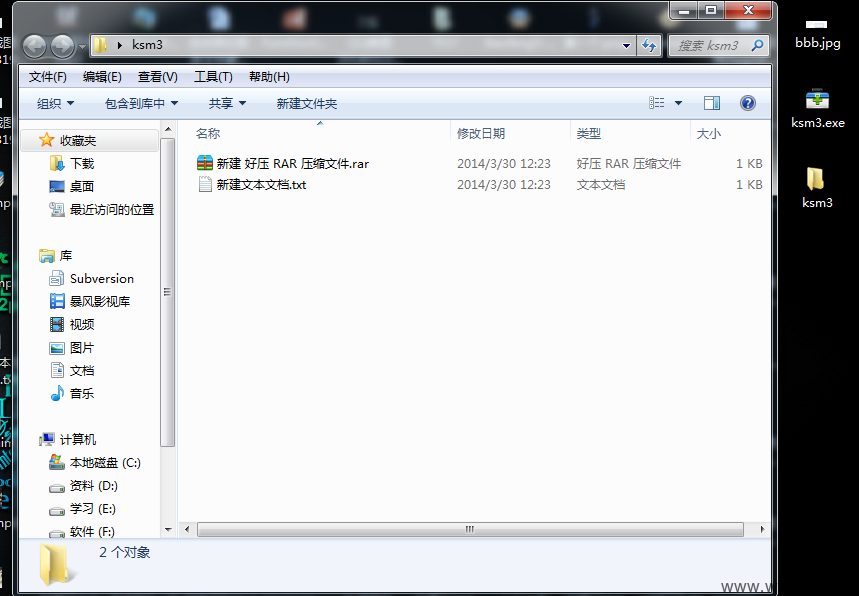 ksm3
搜索 ksm3
文件(F) 编辑(E) 查看(V) 工具(T) 帮助(H)
组织 包含到库中 共享 新建文件夹
名称 修改日期 类型 大小
新建 好压 RAR 压缩文件.rar 2014/3/30 12:23 好压 RAR 压缩文件 1 KB
新建文本文档.txt 2014/3/30 12:23 文本文档 1 KB
收藏夹
下载
桌面
最近访问的位置
库
Subversion
暴风影视库
视频
图片
文档
音乐
计算机
本地磁盘 (C:)
资料 (D:)
学习 (E:)
软件 (F:)
2 个对象
bbb.jpg
ksm3.exe
ksm3
www.